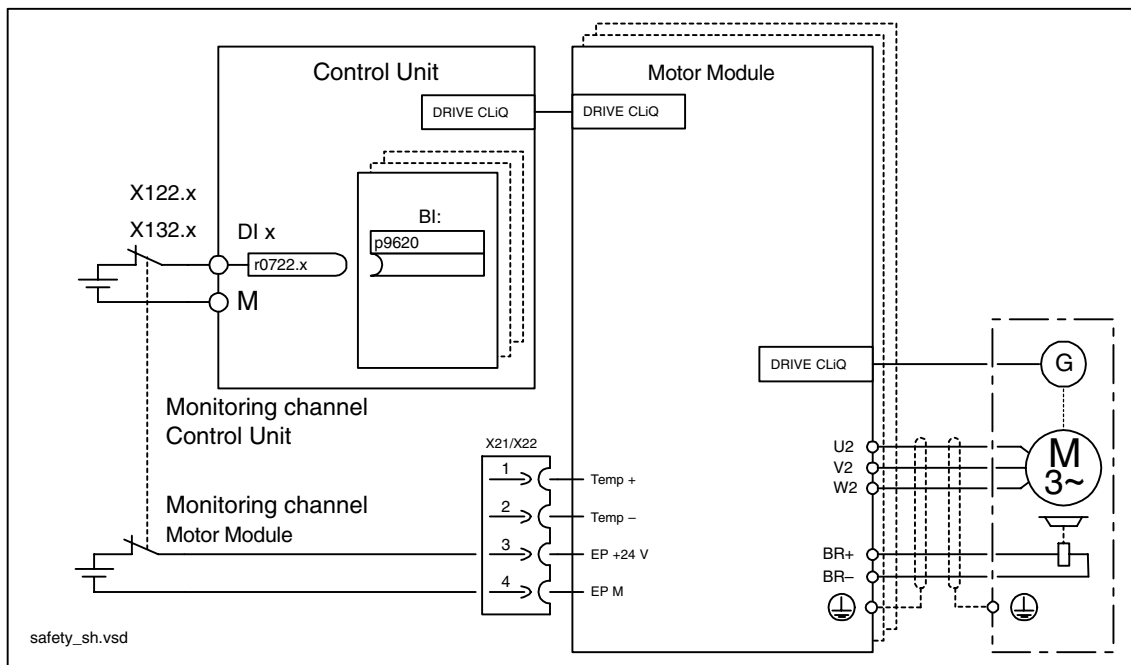 Control Unit
Motor Module
DRIVE CLiQ
DRIVE CLiQ
X122.x
X132.x
DI x
BI:
p9620
r0722.x
M
DRIVE CLiQ
G
Monitoring channel
Control Unit
X21/X22
1
Temp +
2
Temp –
3
EP +24 V
4
EP M
Monitoring channel
Motor Module
U2
V2
W2
M
3~
BR+
BR–
safety_sh.vsd